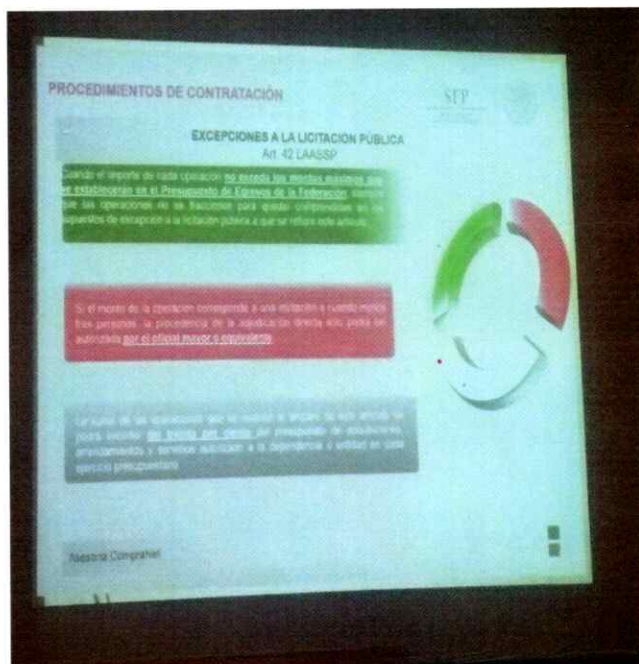 PROCEDIMIENTOS DE CONTRATACIÓN
SEP
EXCEPCIONES A LA LICITACION PÚBLICA
Art. 42 LAASSP
Cuando el importe de cada operación no exceda los montos máximos que
se establecerán en el Presupuesto de Egresos de la Federación, siempre
que las operaciones no se fraccionen para quedar comprendidas en los
supuestos de excepción a la licitación pública a que se refiere este artículo.
Si el monto de la operación corresponde a una invitación a cuando menos
tres personas, la procedencia de la adjudicación directa sólo podrá ser
autorizada por el oficial mayor o equivalente
La suma de las operaciones que se realicen al amparo de este artículo no
podrá exceder del treinta por ciento del presupuesto de adquisiciones,
arrendamientos y servicios autorizado a la dependencia o entidad en cada
ejercicio presupuestario
Asesoría CompraNet